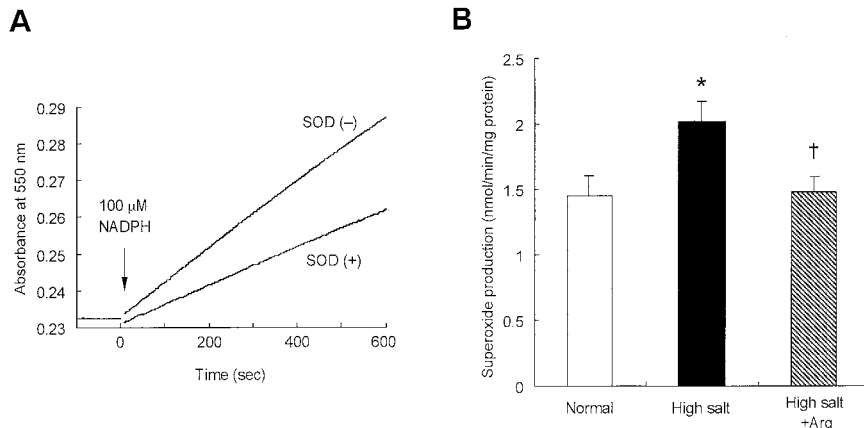 A
Absorbance at 550 nm
0.29
0.28
0.27
0.26
0.25
0.24
0.23
100 µM
NADPH
SOD (–)
SOD (+)
0
200
400
600
Time (sec)
B
Superoxide production (nmol/min/mg protein)
2.5
2
1.5
1
0.5
0
*
†
Normal
High salt
High salt
+Arg